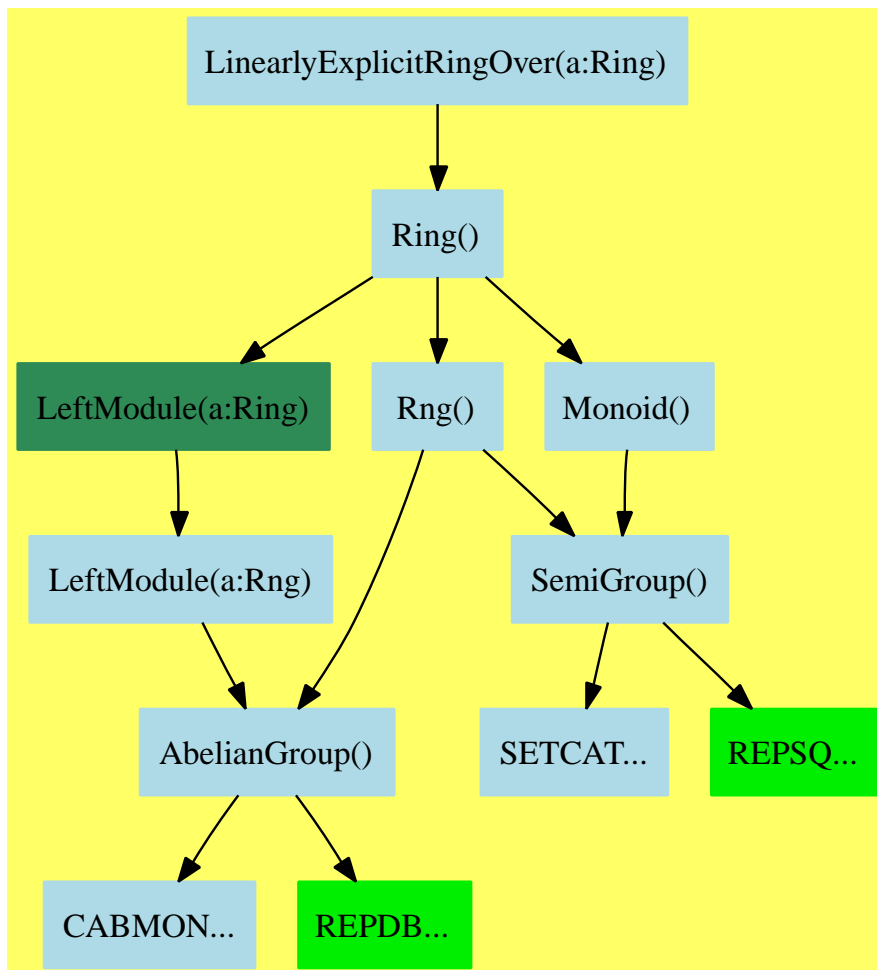 LinearlyExplicitRingOver(a:Ring)
Ring()
LeftModule(a:Ring)
Rng()
Monoid()
LeftModule(a:Rng)
SemiGroup()
AbelianGroup()
SETCAT...
REPSQ...
CABMON...
REPDB...